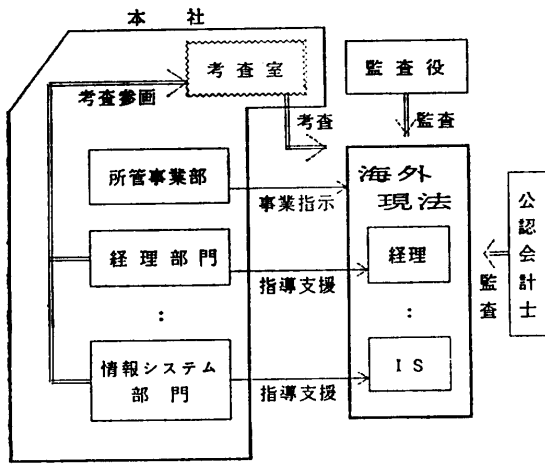 本社
考査室
監査役
考査参画
考査
監査
所管事業部
海外
現法
事業指示
公認会計士
経理部門
経理
監査
指導支援
:
:
情報システム
部門
IS
指導支援